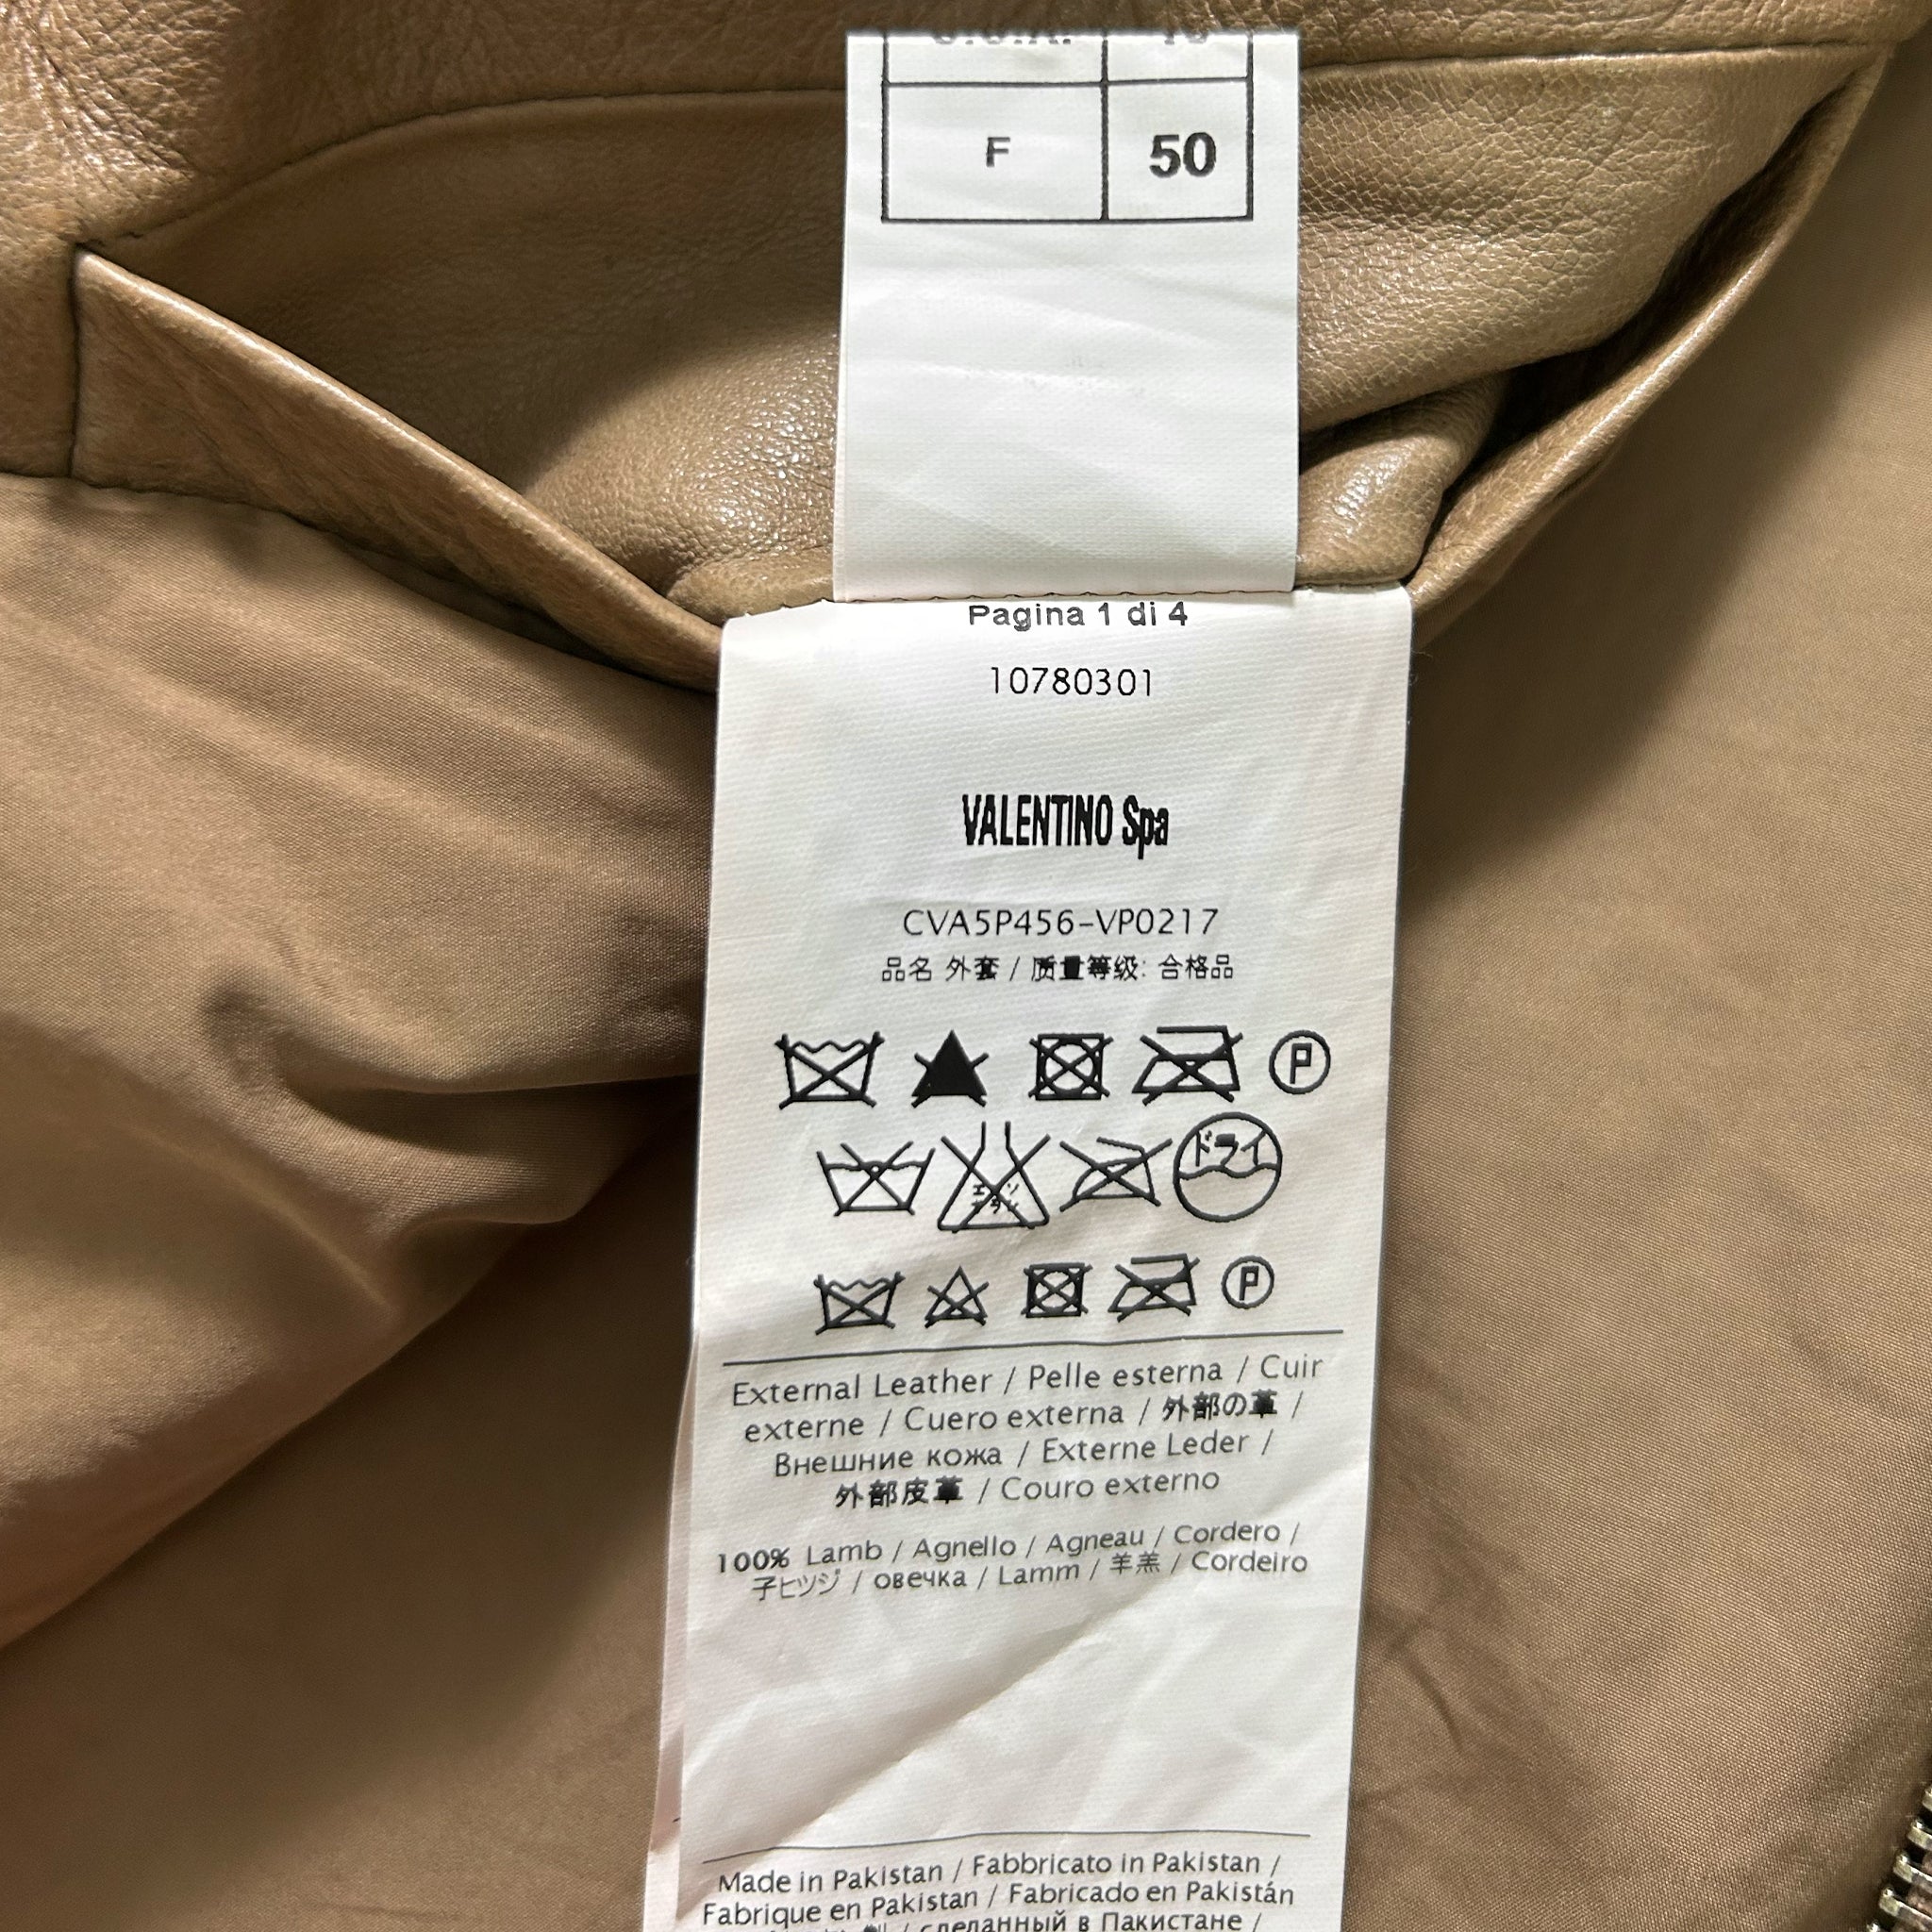 F 50
Pagina 1 di 4
10780301
VALENTINO Spa
CVA5P456-VP0217
品名 外套 / 质量等级: 合格品
P
ドライ
P
External Leather / Pelle esterna / Cuir
externe / Cuero externa / 外部の革 /
Внешние кожа / Externe Leder /
外部皮革 / Couro externo
100% Lamb / Agnello / Agneau / Cordero /
子ヒツジ / овечка / Lamm / 羊羔 / Cordeiro
Made in Pakistan / Fabbricato in Pakistan /
Fabrique en Pakistan / Fabricado en Pakistán
/ сделанный в Пакистане /